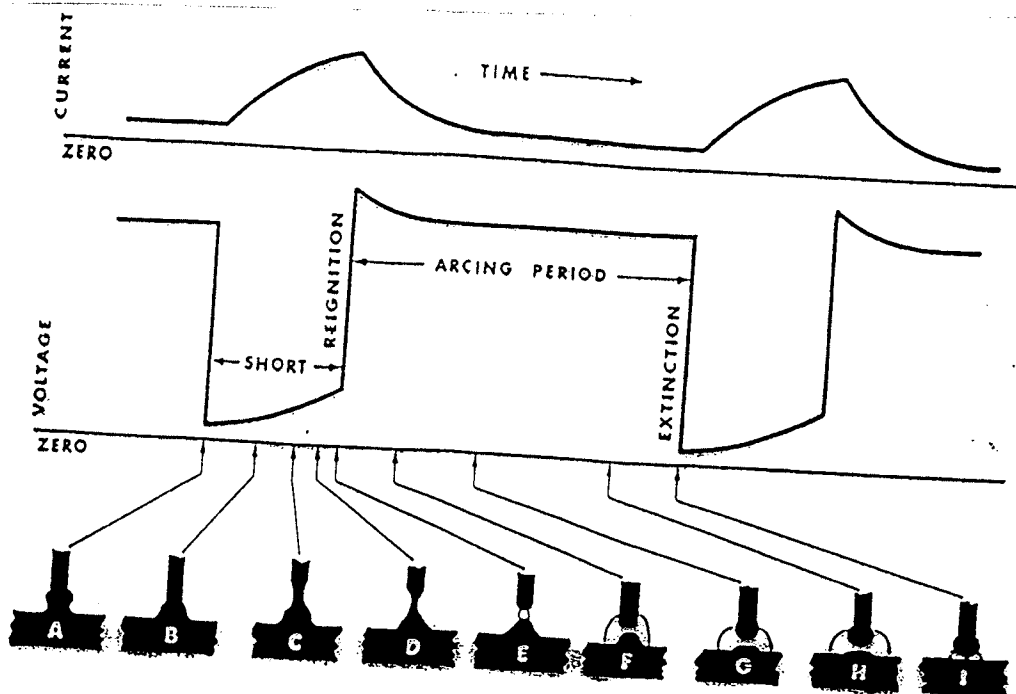 CURRENT
TIME
ZERO
REIGNITION
ARCING PERIOD
SHORT
EXTINCTION
VOLTAGE
ZERO
A B C D E F G H I